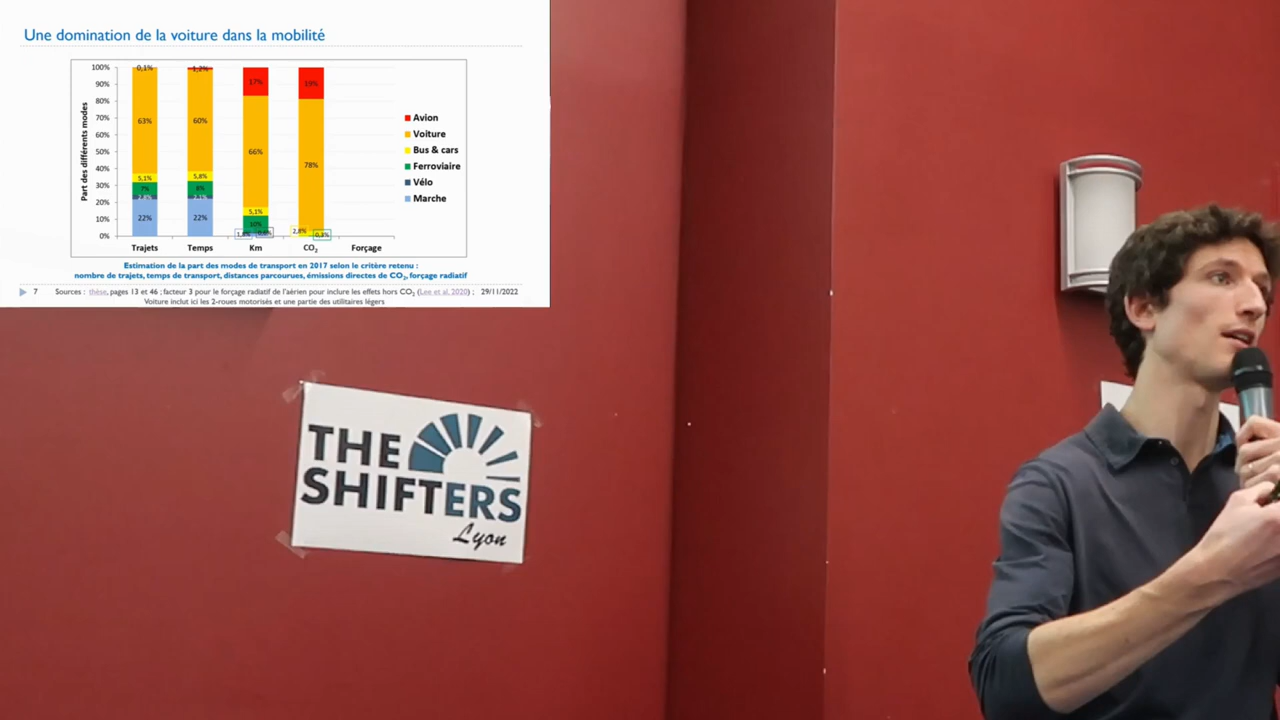 Une domination de la voiture dans la mobilité
100%
90%
80%
70%
60%
50%
40%
30%
20%
10%
0%
Part des différents modes
0,1%
63%
5,1%
7%
2,8%
22%
1,2%
60%
5,8%
8%
2,1%
22%
17%
66%
5,1%
10%
19%
78%
2,8%
0,3%
Trajets
Temps
Km
CO₂
Forçage
Avion
Voiture
Bus & cars
Ferroviaire
Vélo
Marche
Estimation de la part des modes de transport en 2017 selon le critère retenu :
nombre de trajets, temps de transport, distances parcourues, émissions directes de CO₂, forçage radiatif
7 Sources : thèse, pages 13 et 46 ; facteur 3 pour le forçage radiatif de l'aérien pour inclure les effets hors CO₂ (Lee et al, 2020) ; 29/11/2022
Voiture inclut ici les 2-roues motorisés et une partie des utilitaires légers
THE
SHIFTERS
Lyon